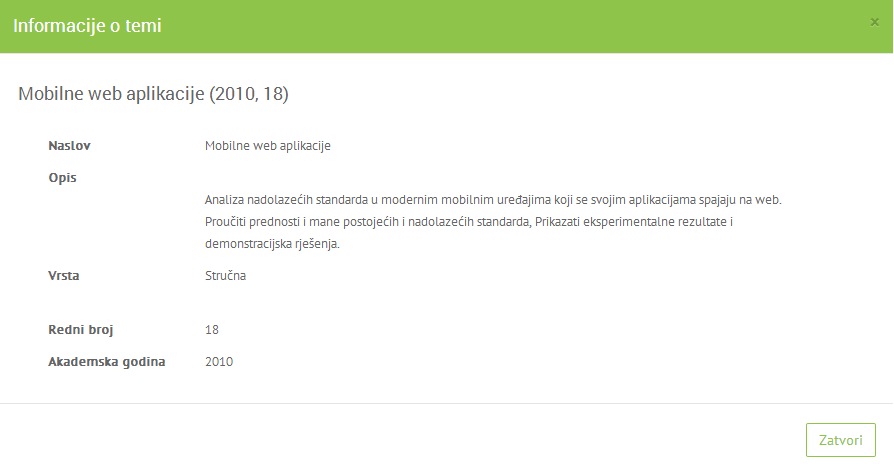 Informacije o temi
×
Mobilne web aplikacije (2010, 18)
Naslov Mobilne web aplikacije
Opis
Analiza nadolazećih standarda u modernim mobilnim uređajima koji se svojim aplikacijama spajaju na web.
Proučiti prednosti i mane postojećih i nadolazećih standarda, Prikazati eksperimentalne rezultate i
demonstracijska rješenja.
Vrsta Stručna
Redni broj 18
Akademska godina 2010
Zatvori